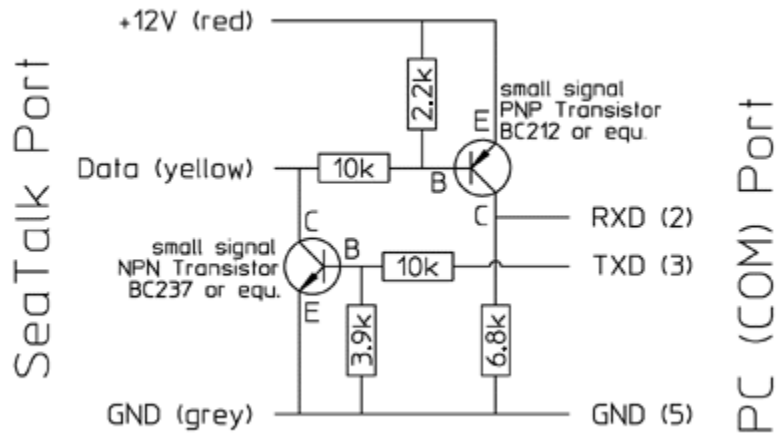 SeaTalk Port
+12V (red)
2.2k
small signal
PNP Transistor
BC212 or equ.
E
Data (yellow)
10k
B
C
RXD (2)
C
small signal
NPN Transistor
BC237 or equ.
B
10k
TXD (3)
E
3.9k
6.8k
GND (grey)
GND (5)
PC (COM) Port